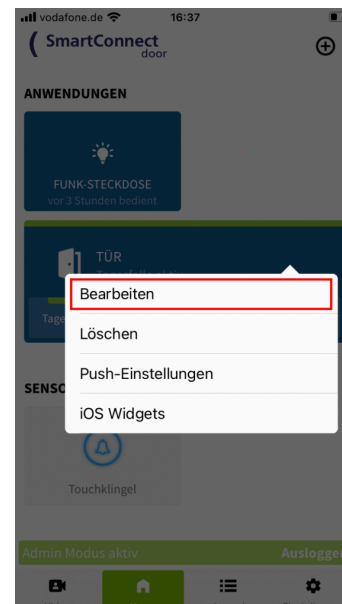 vodafone.de 16:37
SmartConnect
door
ANWENDUNGEN
FUNK-STECKDOSE
vor 3 Stunden bedient
TÜR
Bearbeiten
Löschen
Push-Einstellungen
iOS Widgets
Touchklingel
Admin Modus aktiv Auslogge